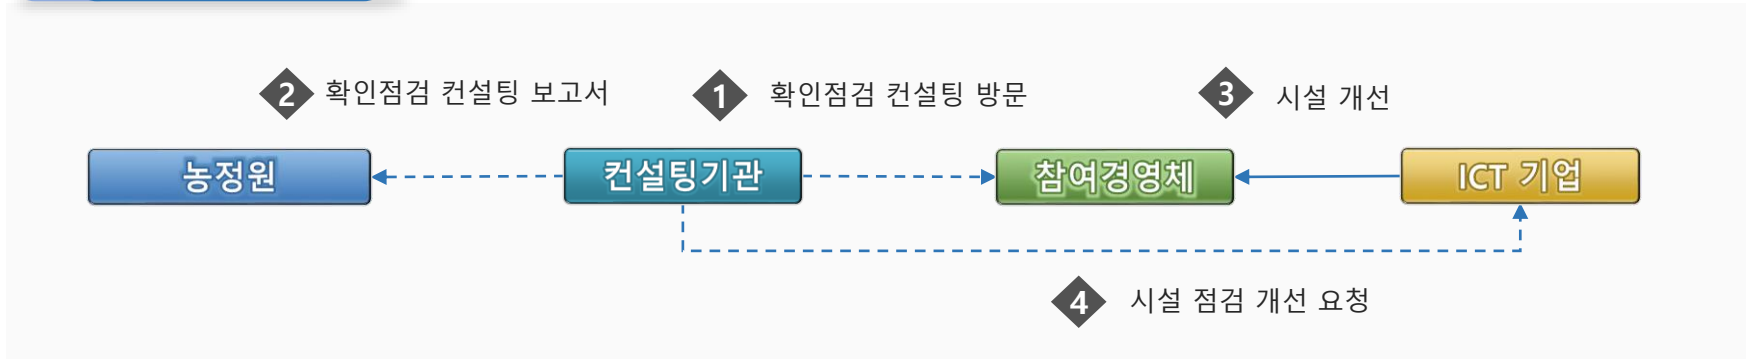 2 확인점검 컨설팅 보고서
1 확인점검 컨설팅 방문
3 시설 개선
농정원
컨설팅기관
참여경영체
ICT 기업
4 시설 점검 개선 요청